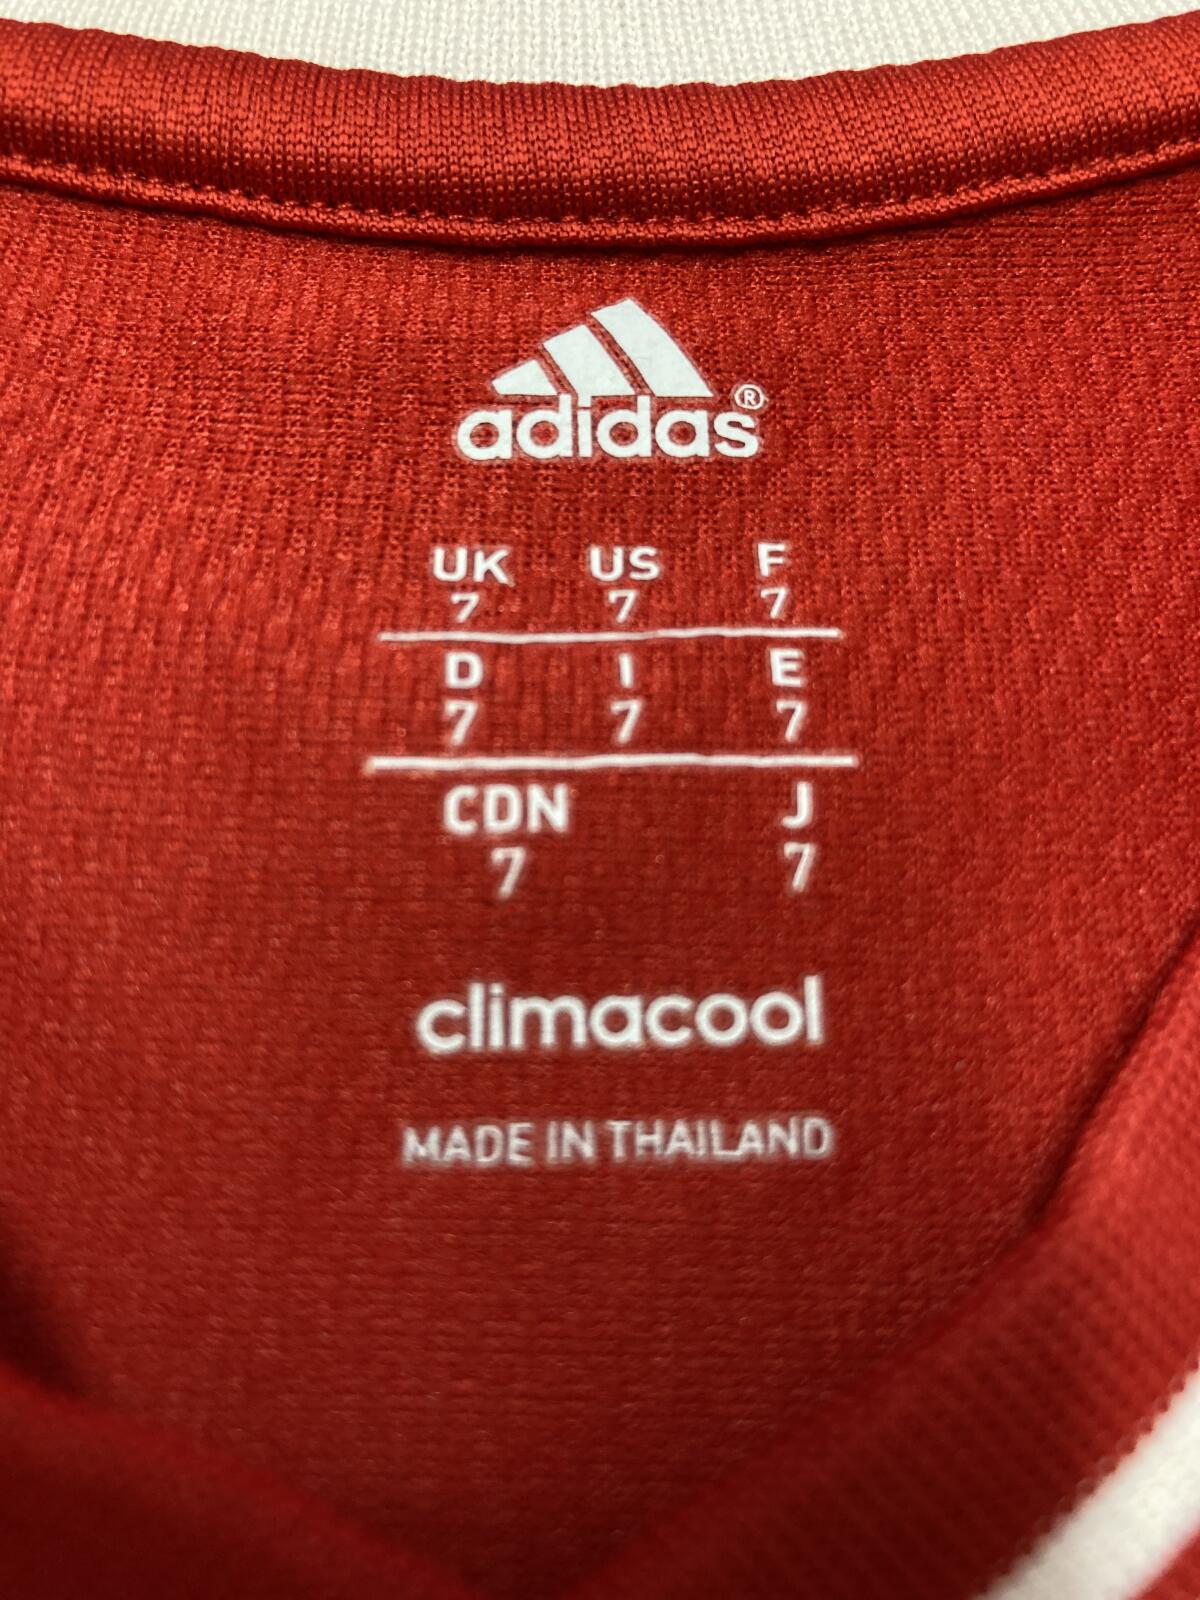 adidas®
UK US F
7 7 7
D I E
7 7 7
CDN J
7 7
climacool
MADE IN THAILAND